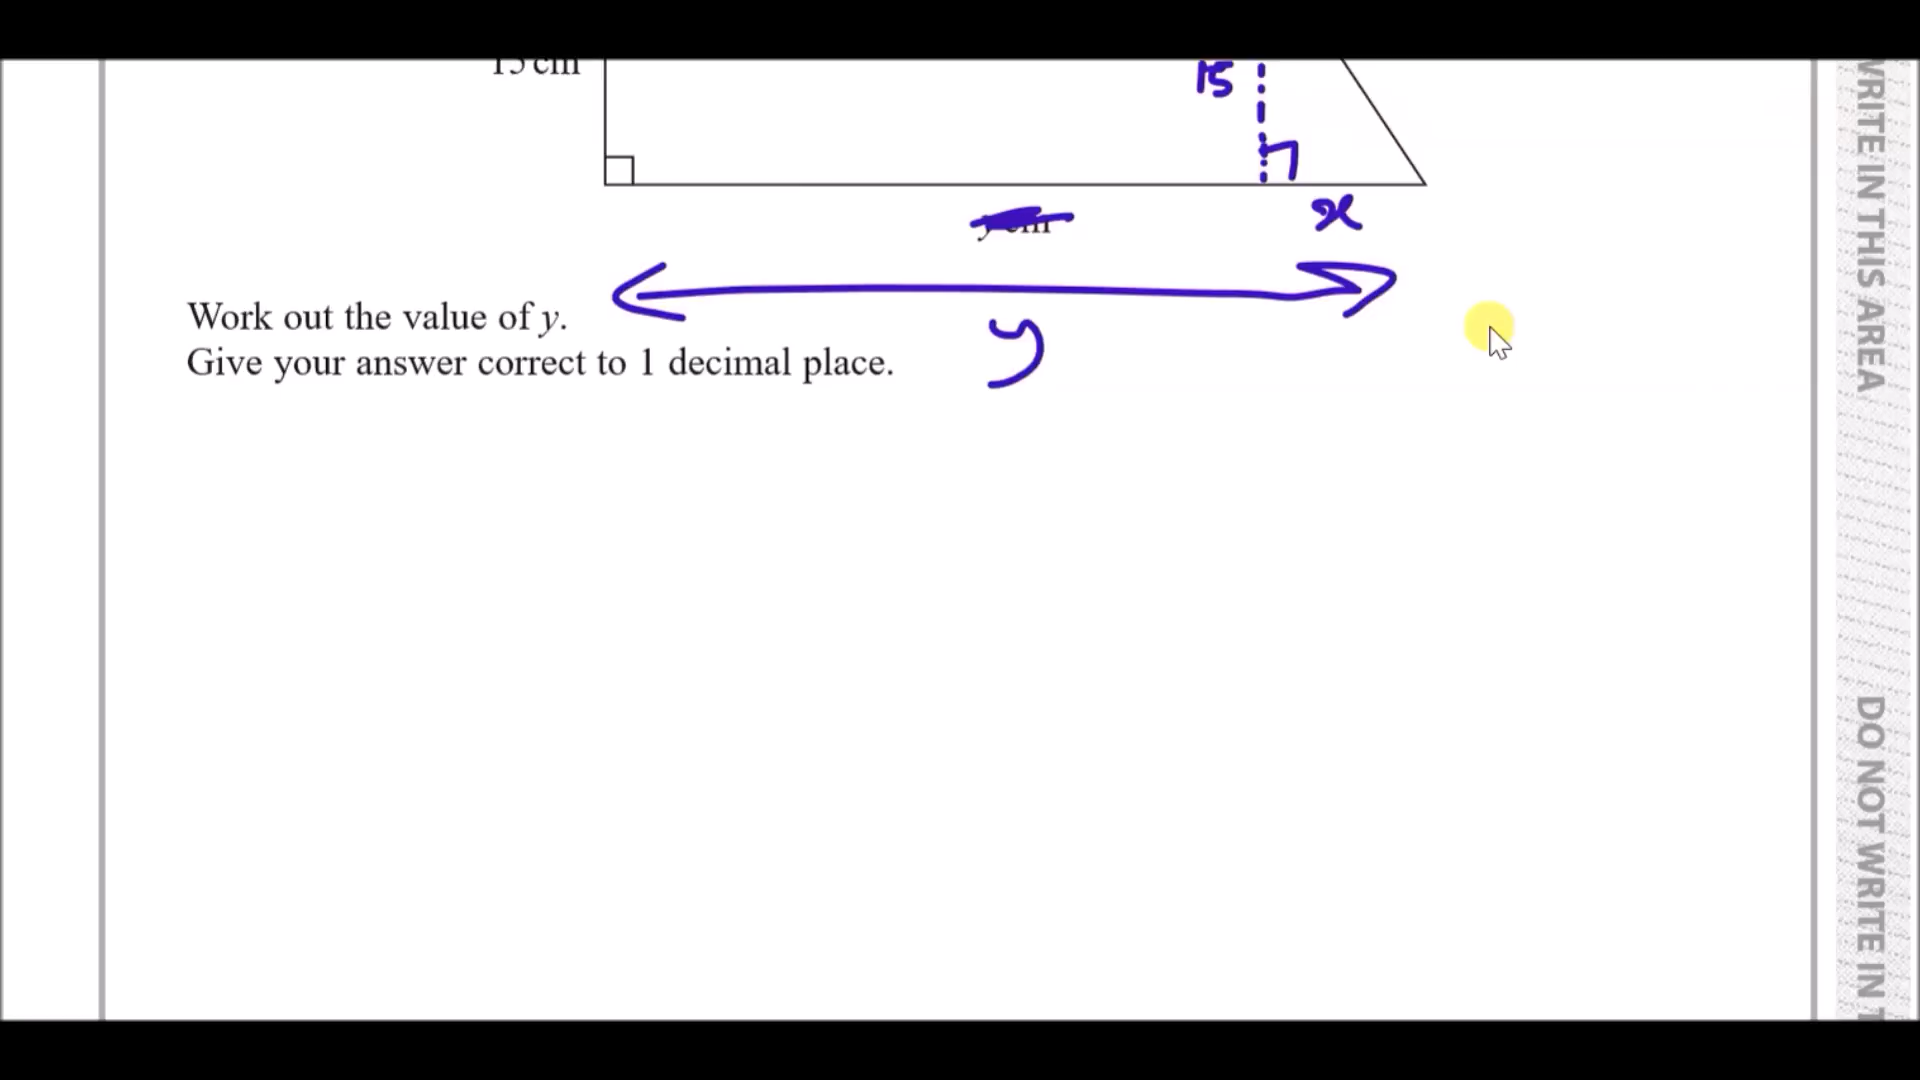 15 cm
15
x
y cm
Work out the value of y.
y
Give your answer correct to 1 decimal place.
WRITE IN THIS AREA
DO NOT WRITE IN T